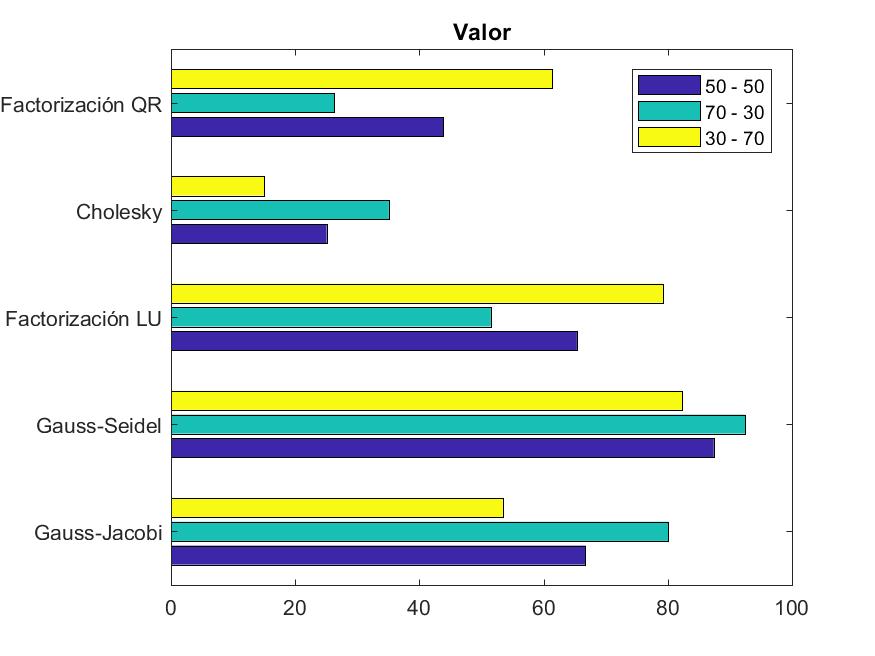 Valor
Factorización QR
Cholesky
Factorización LU
Gauss-Seidel
Gauss-Jacobi
50 - 50
70 - 30
30 - 70
0 20 40 60 80 100